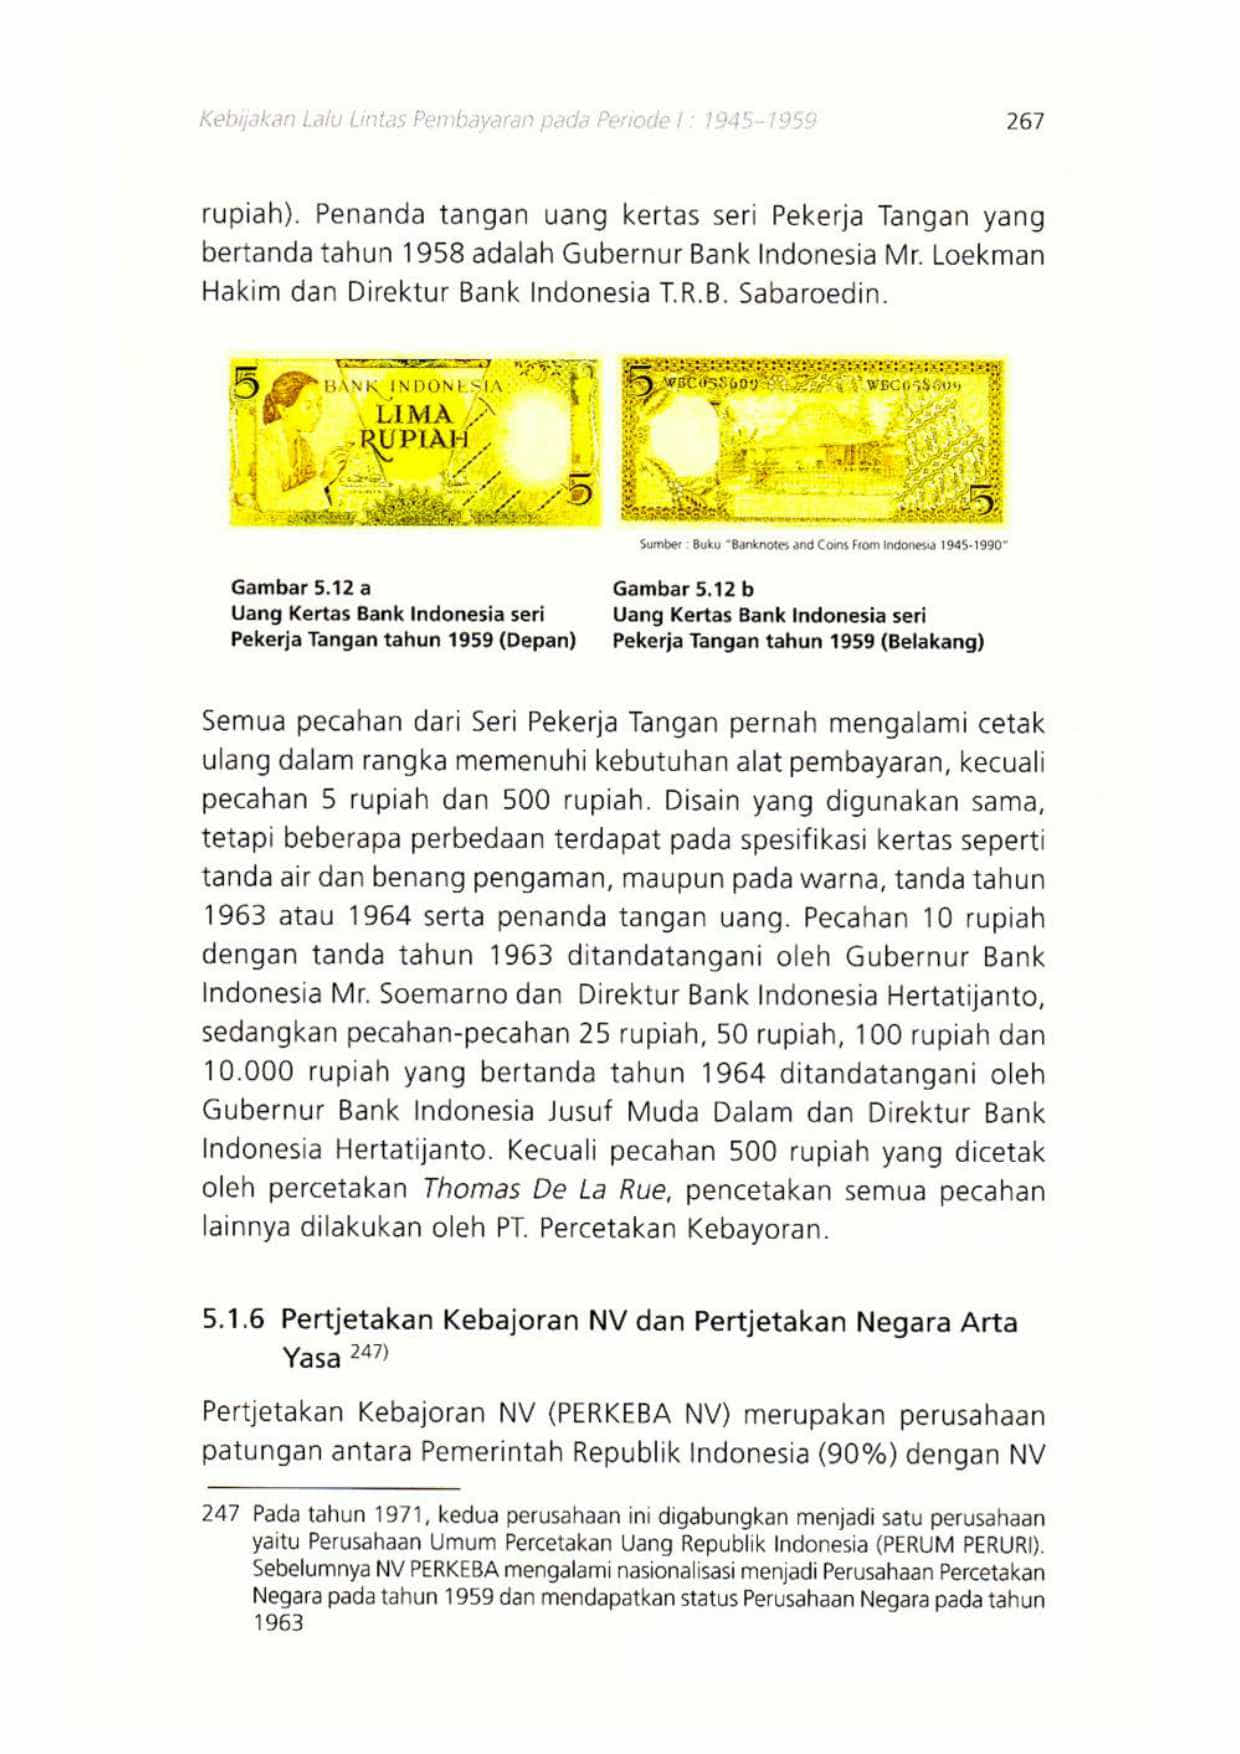 Kebijakan Lalu Lintas Pembayaran pada Periode I : 1945–1959 267
rupiah). Penanda tangan uang kertas seri Pekerja Tangan yang
bertanda tahun 1958 adalah Gubernur Bank Indonesia Mr. Loekman
Hakim dan Direktur Bank Indonesia T.R.B. Sabaroedin.
5 BANK INDONESIA
LIMA
RUPIAH
5
5 WBC058609 WBC058609
5
Sumber : Buku "Banknotes and Coins From Indonesia 1945-1990"
Gambar 5.12 a
Uang Kertas Bank Indonesia seri
Pekerja Tangan tahun 1959 (Depan)
Gambar 5.12 b
Uang Kertas Bank Indonesia seri
Pekerja Tangan tahun 1959 (Belakang)
Semua pecahan dari Seri Pekerja Tangan pernah mengalami cetak
ulang dalam rangka memenuhi kebutuhan alat pembayaran, kecuali
pecahan 5 rupiah dan 500 rupiah. Disain yang digunakan sama,
tetapi beberapa perbedaan terdapat pada spesifikasi kertas seperti
tanda air dan benang pengaman, maupun pada warna, tanda tahun
1963 atau 1964 serta penanda tangan uang. Pecahan 10 rupiah
dengan tanda tahun 1963 ditandatangani oleh Gubernur Bank
Indonesia Mr. Soemarno dan Direktur Bank Indonesia Hertatijanto,
sedangkan pecahan-pecahan 25 rupiah, 50 rupiah, 100 rupiah dan
10.000 rupiah yang bertanda tahun 1964 ditandatangani oleh
Gubernur Bank Indonesia Jusuf Muda Dalam dan Direktur Bank
Indonesia Hertatijanto. Kecuali pecahan 500 rupiah yang dicetak
oleh percetakan Thomas De La Rue, pencetakan semua pecahan
lainnya dilakukan oleh PT. Percetakan Kebayoran.
5.1.6 Pertjetakan Kebajoran NV dan Pertjetakan Negara Arta
Yasa 247)
Pertjetakan Kebajoran NV (PERKEBA NV) merupakan perusahaan
patungan antara Pemerintah Republik Indonesia (90%) dengan NV
247 Pada tahun 1971, kedua perusahaan ini digabungkan menjadi satu perusahaan
yaitu Perusahaan Umum Percetakan Uang Republik Indonesia (PERUM PERURI).
Sebelumnya NV PERKEBA mengalami nasionalisasi menjadi Perusahaan Percetakan
Negara pada tahun 1959 dan mendapatkan status Perusahaan Negara pada tahun
1963